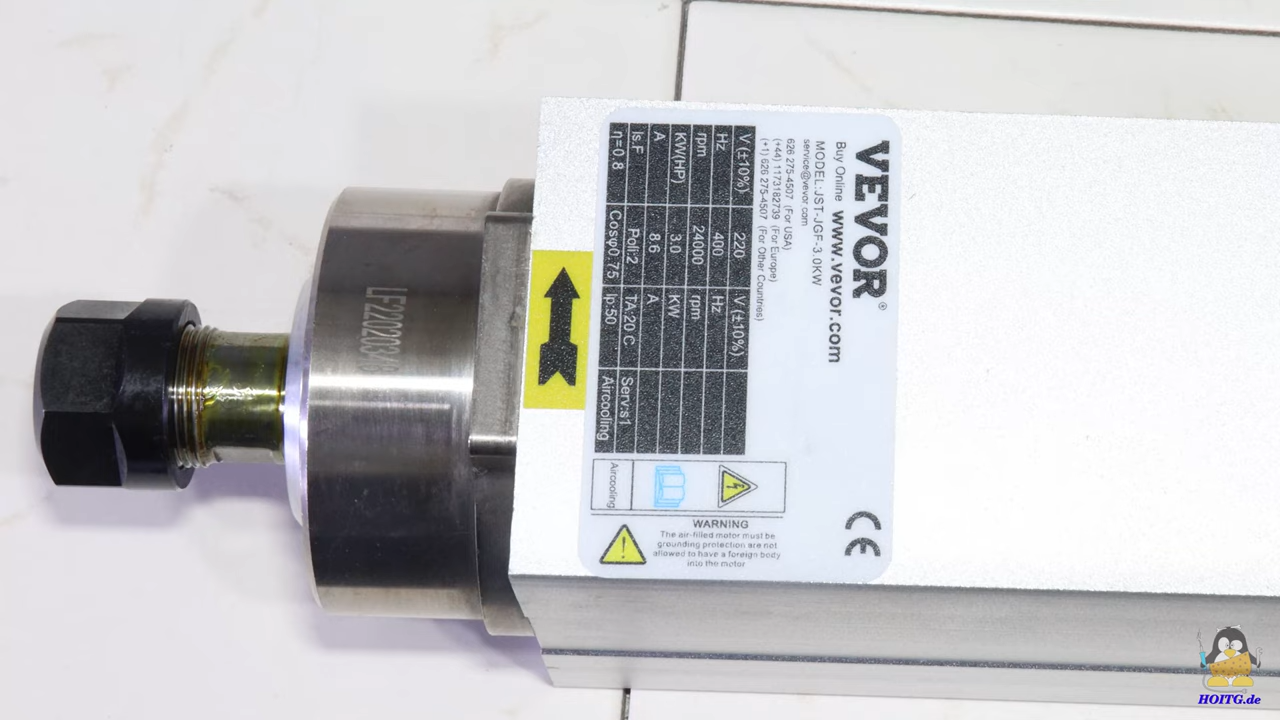 VEVOR®
Buy Online www.vevor.com
MODEL:JST-JGF-3.0KW
service@vevor.com
626 275-4507 (For USA)
(+44) 1173182739 (For Europe)
(+1) 626 275-4507 (For Other Countries)
V (±10%) 220 V (±10%)
Hz 400 Hz
rpm 24000 rpm
KW(HP) 3.0 KW
A 8.6 A
Is.F Poli:2 TA:20 C Serv:s1
η=0.8 Cosφ0.75 Ip:50 Aircooling
Aircooling
CE
WARNING
The air-filled motor must be
grounding protection are not
allowed to have a foreign body
into the motor
HOITG.de